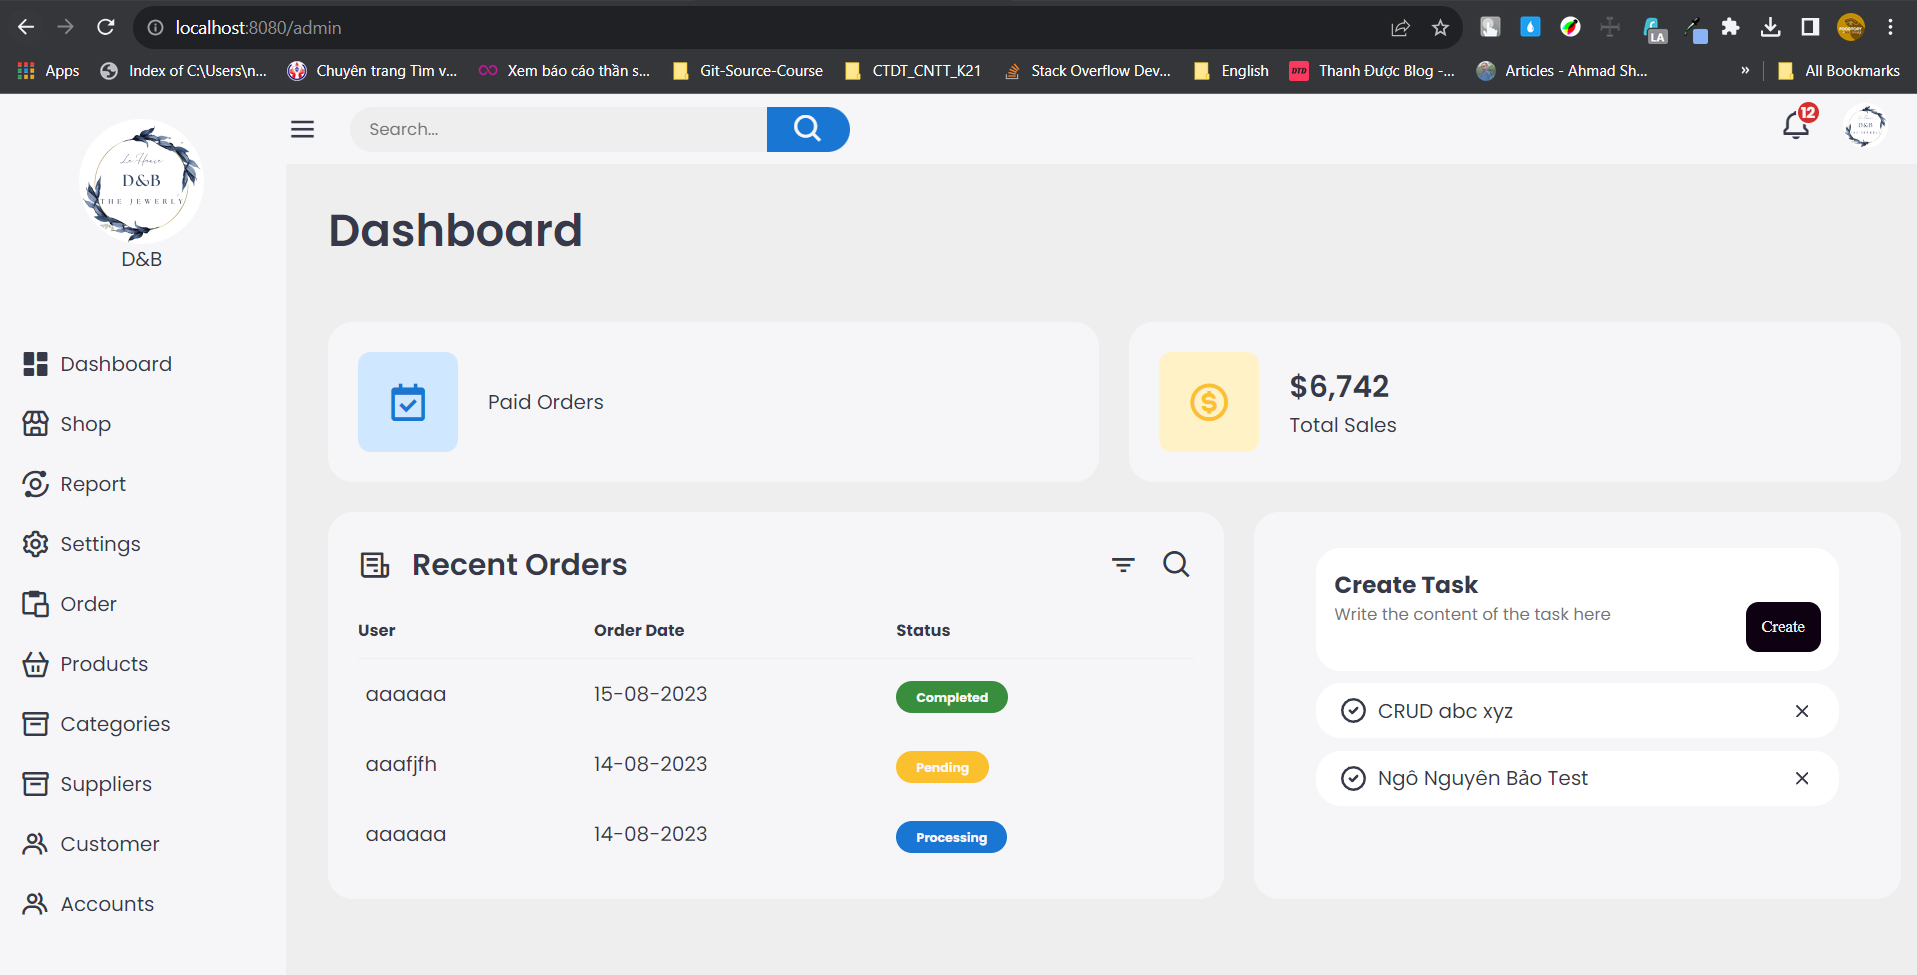 localhost:8080/admin
LA
Apps
Index of C:\Users\n...
Chuyên trang Tìm v...
Xem báo cáo thần s...
Git-Source-Course
CTDT_CNTT_K21
Stack Overflow Dev...
English
DTD
Thanh Được Blog -...
Articles - Ahmad Sh...
»
All Bookmarks
Le Hance
D&B
THE JEWERLY
D&B
Search...
12
D&B
Dashboard
Shop
Report
Settings
Order
Products
Categories
Suppliers
Customer
Accounts
Dashboard
Paid Orders
$6,742
Total Sales
Recent Orders
User Order Date Status
aaaaaa 15-08-2023 Completed
aaafjfh 14-08-2023 Pending
aaaaaa 14-08-2023 Processing
Create Task
Write the content of the task here
Create
CRUD abc xyz
Ngô Nguyên Bảo Test